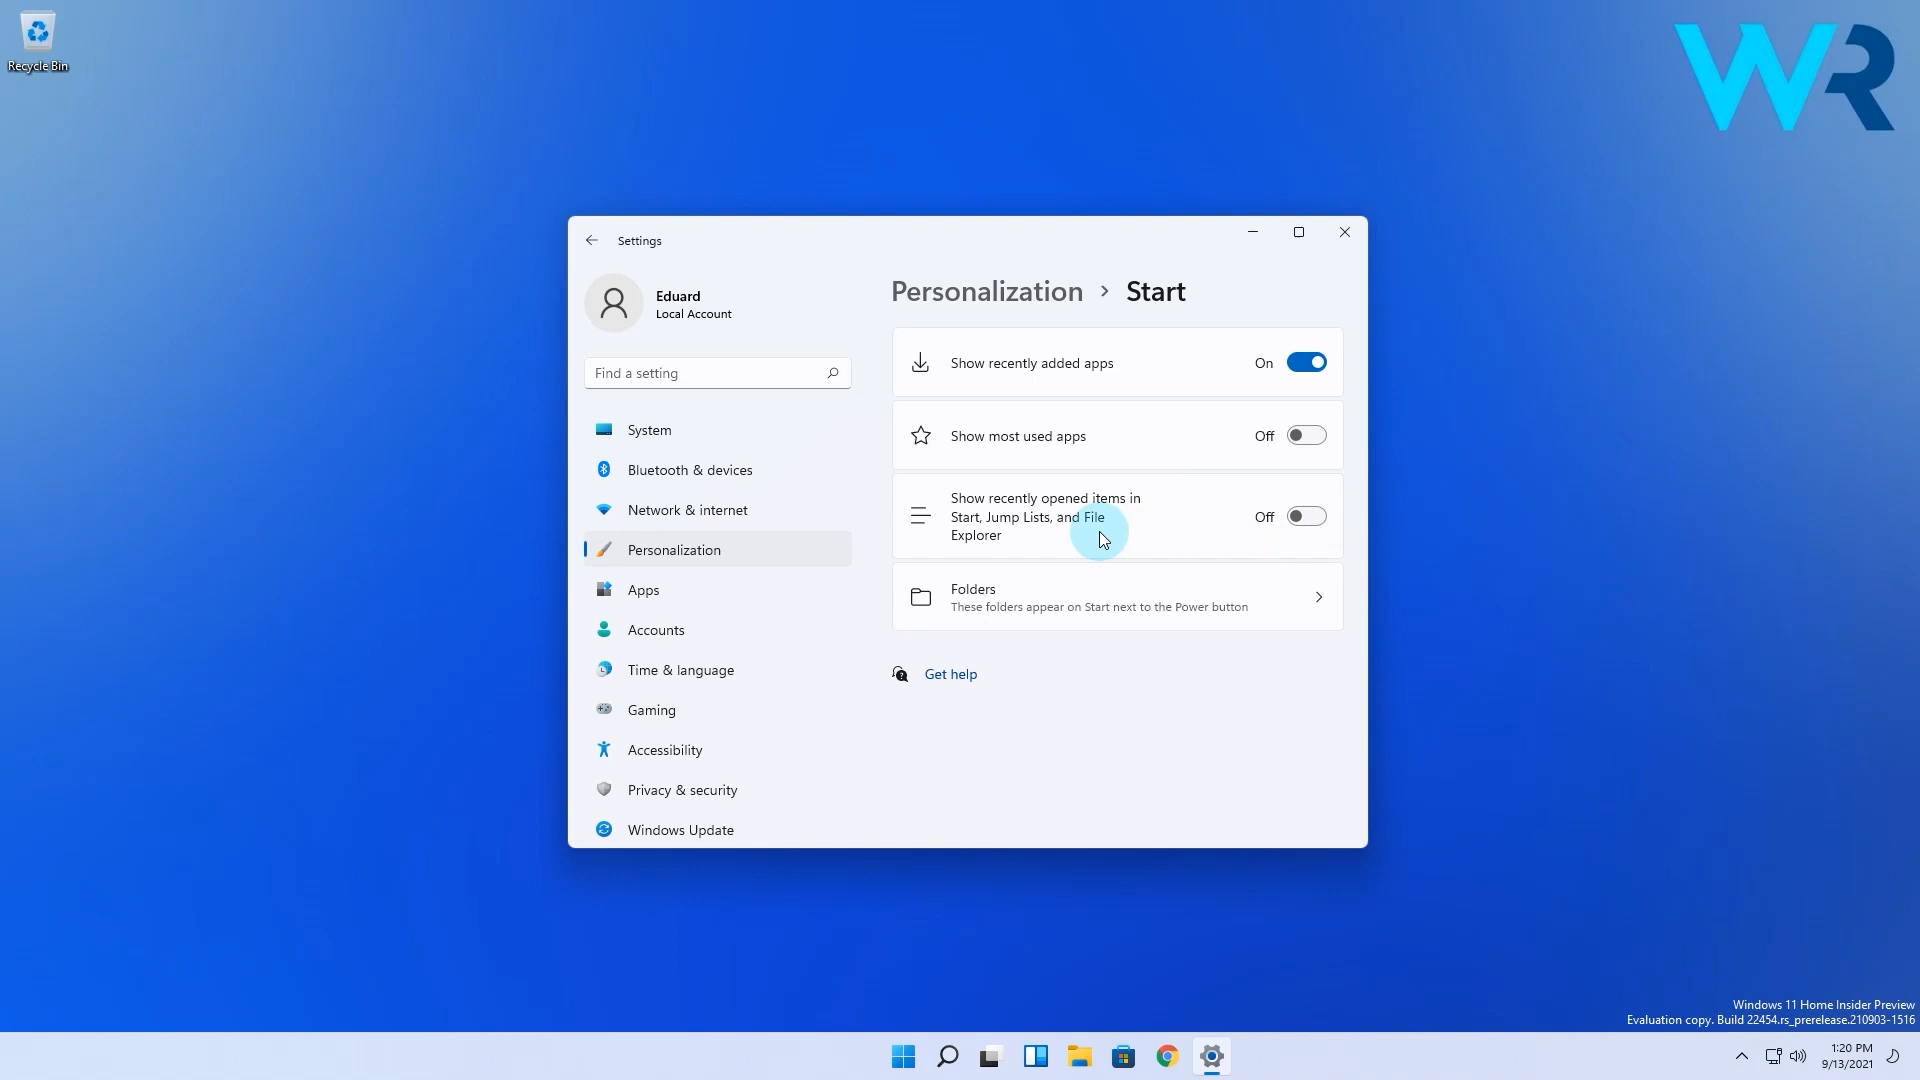 Recycle Bin
WR
Settings
Eduard
Local Account
Find a setting
System
Bluetooth & devices
Network & internet
Personalization
Apps
Accounts
Time & language
Gaming
Accessibility
Privacy & security
Windows Update
Personalization > Start
Show recently added apps
On
Show most used apps
Off
Show recently opened items in
Start, Jump Lists, and File
Explorer
Off
Folders
These folders appear on Start next to the Power button
Get help
Windows 11 Home Insider Preview
Evaluation copy. Build 22454.rs_prerelease.210903-1516
1:20 PM
9/13/2021